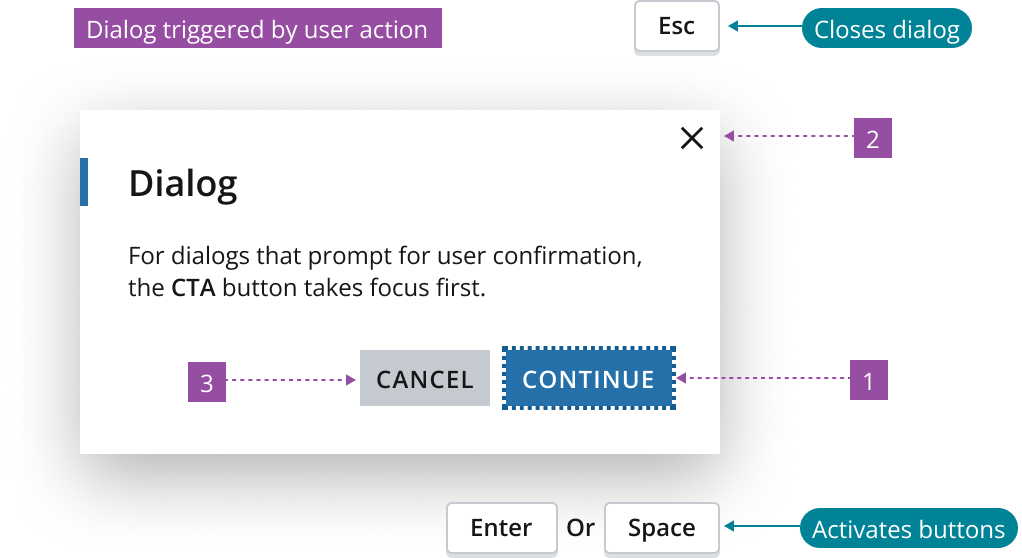 Dialog triggered by user action
Esc
Closes dialog
2
Dialog
For dialogs that prompt for user confirmation,
the CTA button takes focus first.
3
CANCEL
CONTINUE
1
Enter Or Space
Activates buttons